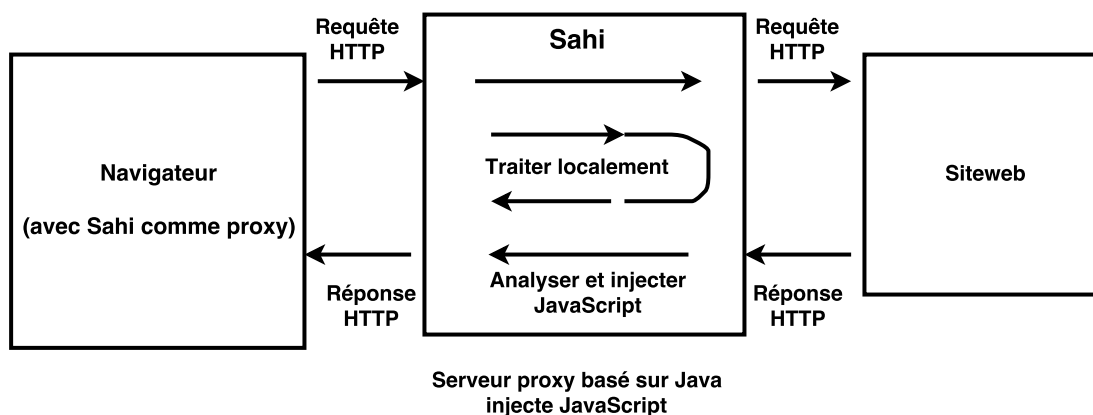 Requête
HTTP
Sahi
Requête
HTTP
Navigateur
(avec Sahi comme proxy)
Traiter localement
Siteweb
Analyser et injecter
JavaScript
Réponse
HTTP
Réponse
HTTP
Serveur proxy basé sur Java
injecte JavaScript